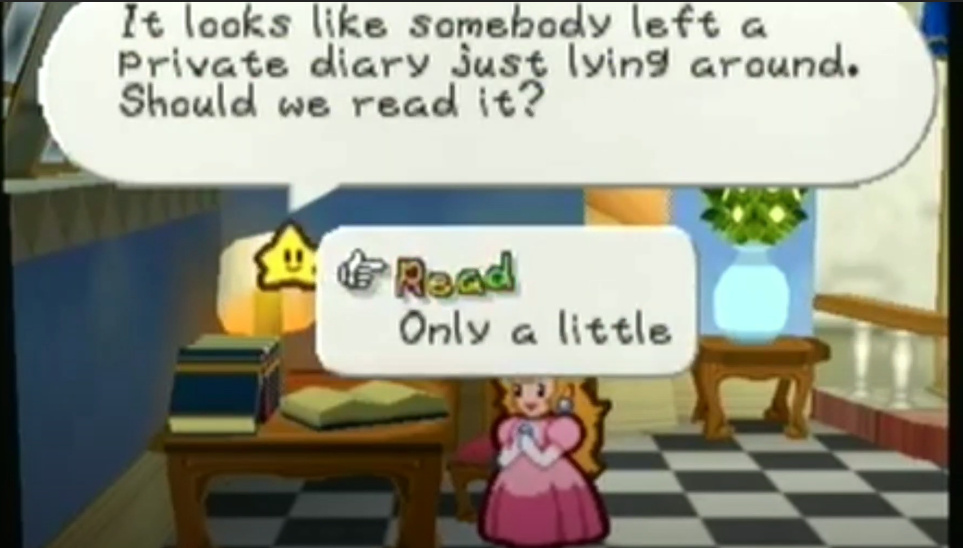 It looks like somebody left a
private diary just lying around.
Should we read it?
Read
Only a little